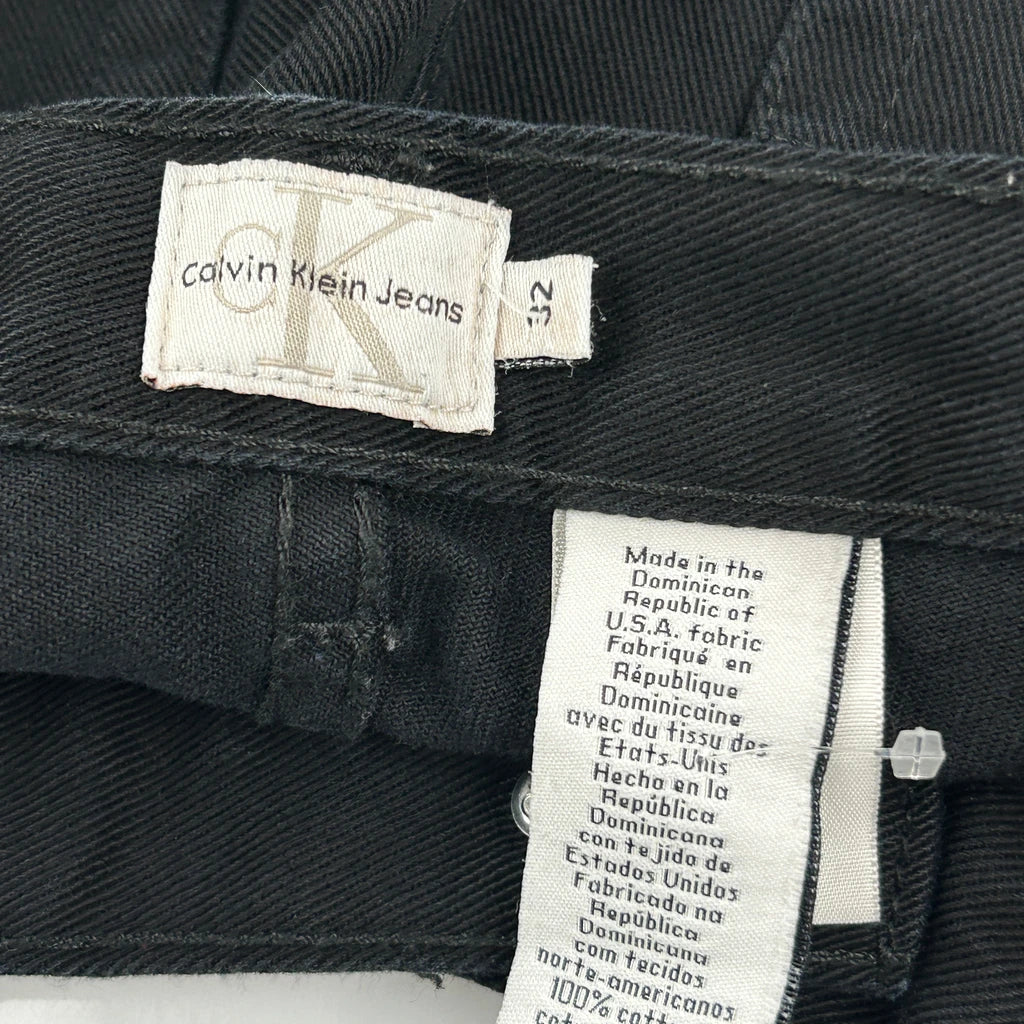 CK
Calvin Klein Jeans
32
Made in the
Dominican
Republic of
U.S.A. fabric
Fabriqué en
République
Dominicaine
avec du tissu des
Etats-Unis
Hecho en la
República
Dominicana
con tejido de
Estados Unidos
Fabricado na
República
Dominicana
com tecidos
norte-americanos
100%